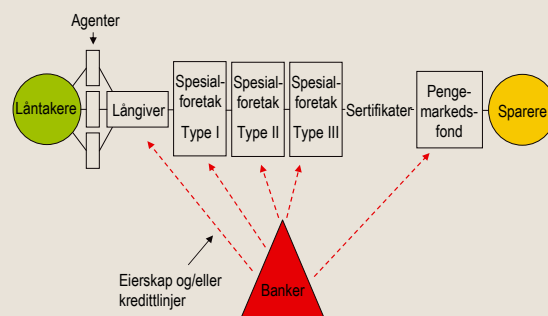 Agenter
Låntakere
Långiver
Spesial-
foretak
Type I
Spesial-
foretak
Type II
Spesial-
foretak
Type III
Sertifikater
Penge-
markeds-
fond
Sparere
Eierskap og/eller
kredittlinjer
Banker